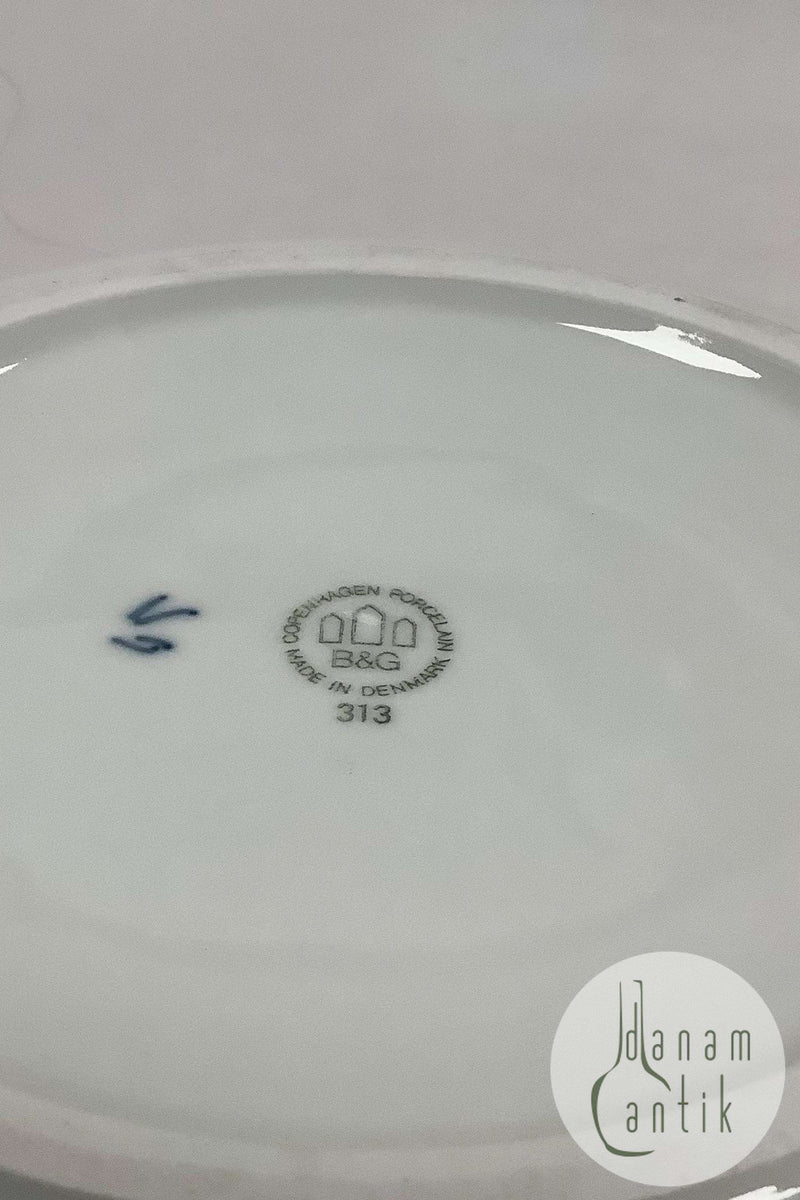 COPENHAGEN PORCELAIN
B&G
MADE IN DENMARK
313
danam
antik